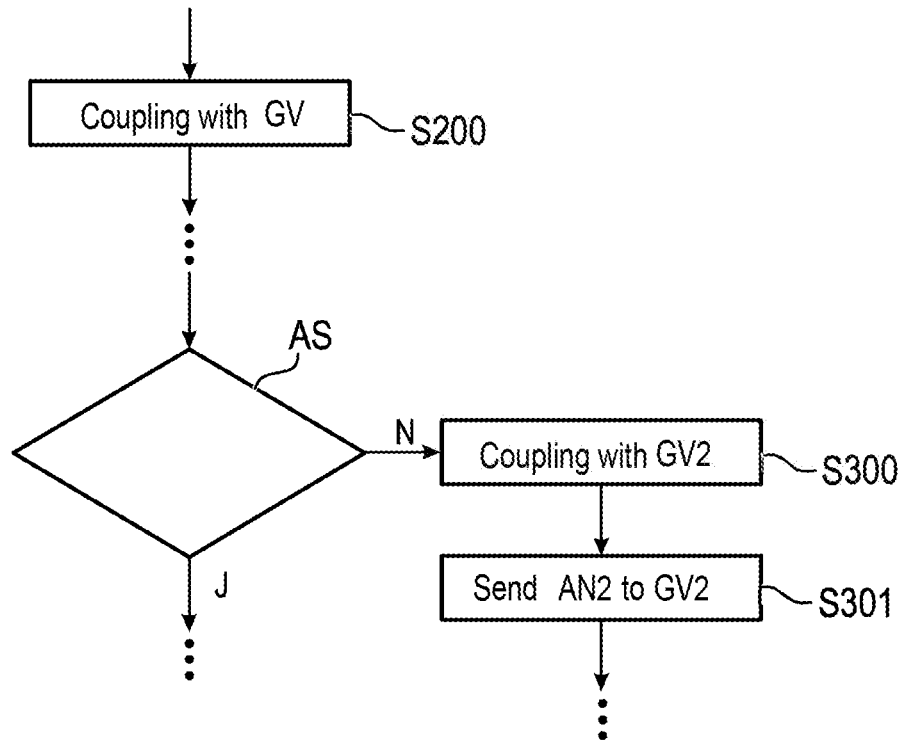 Coupling with GV
S200
AS
N
Coupling with GV2
S300
J
Send AN2 to GV2
S301